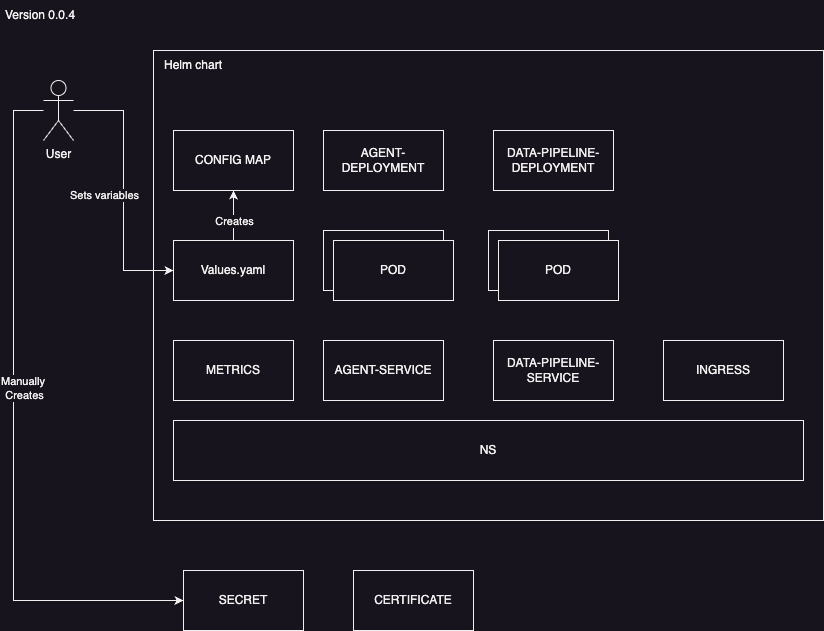 Version 0.0.4
Helm chart
User
CONFIG MAP
AGENT-
DEPLOYMENT
DATA-PIPELINE-
DEPLOYMENT
Sets variables
Creates
Values.yaml
POD
POD
METRICS
AGENT-SERVICE
DATA-PIPELINE-
SERVICE
INGRESS
Manually
Creates
NS
SECRET
CERTIFICATE